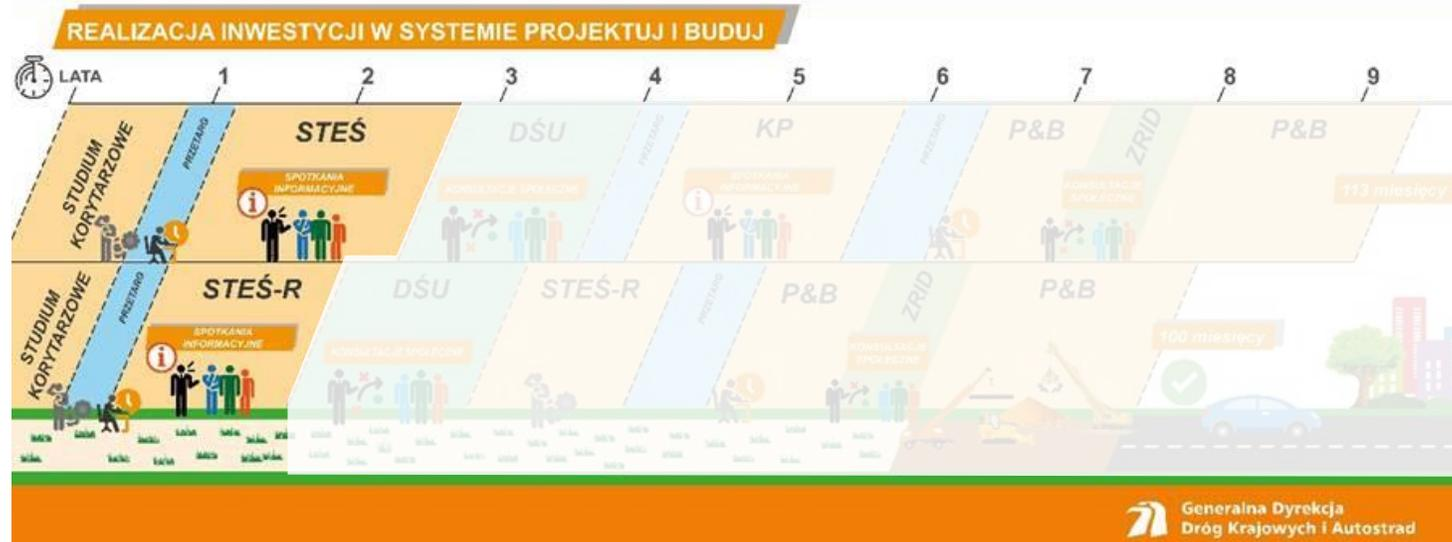 REALIZACJA INWESTYCJI W SYSTEMIE PROJEKTUJ I BUDUJ
LATA 1 2 3 4 5 6 7 8 9
STUDIUM
KORYTARZOWE
PRZETARG
STEŚ
SPOTKANIA
INFORMACYJNE
DŚU
KONSULTACJE SPOŁECZNE
PRZETARG
KP
SPOTKANIA
INFORMACYJNE
PRZETARG
P&B
KONSULTACJE
SPOŁECZNE
ZRID
P&B
113 miesięcy
STUDIUM
KORYTARZOWE
PRZETARG
STEŚ-R
SPOTKANIA
INFORMACYJNE
DŚU
KONSULTACJE SPOŁECZNE
STEŚ-R
PRZETARG
P&B
KONSULTACJE
SPOŁECZNE
ZRID
P&B
100 miesięcy
Generalna Dyrekcja
Dróg Krajowych i Autostrad